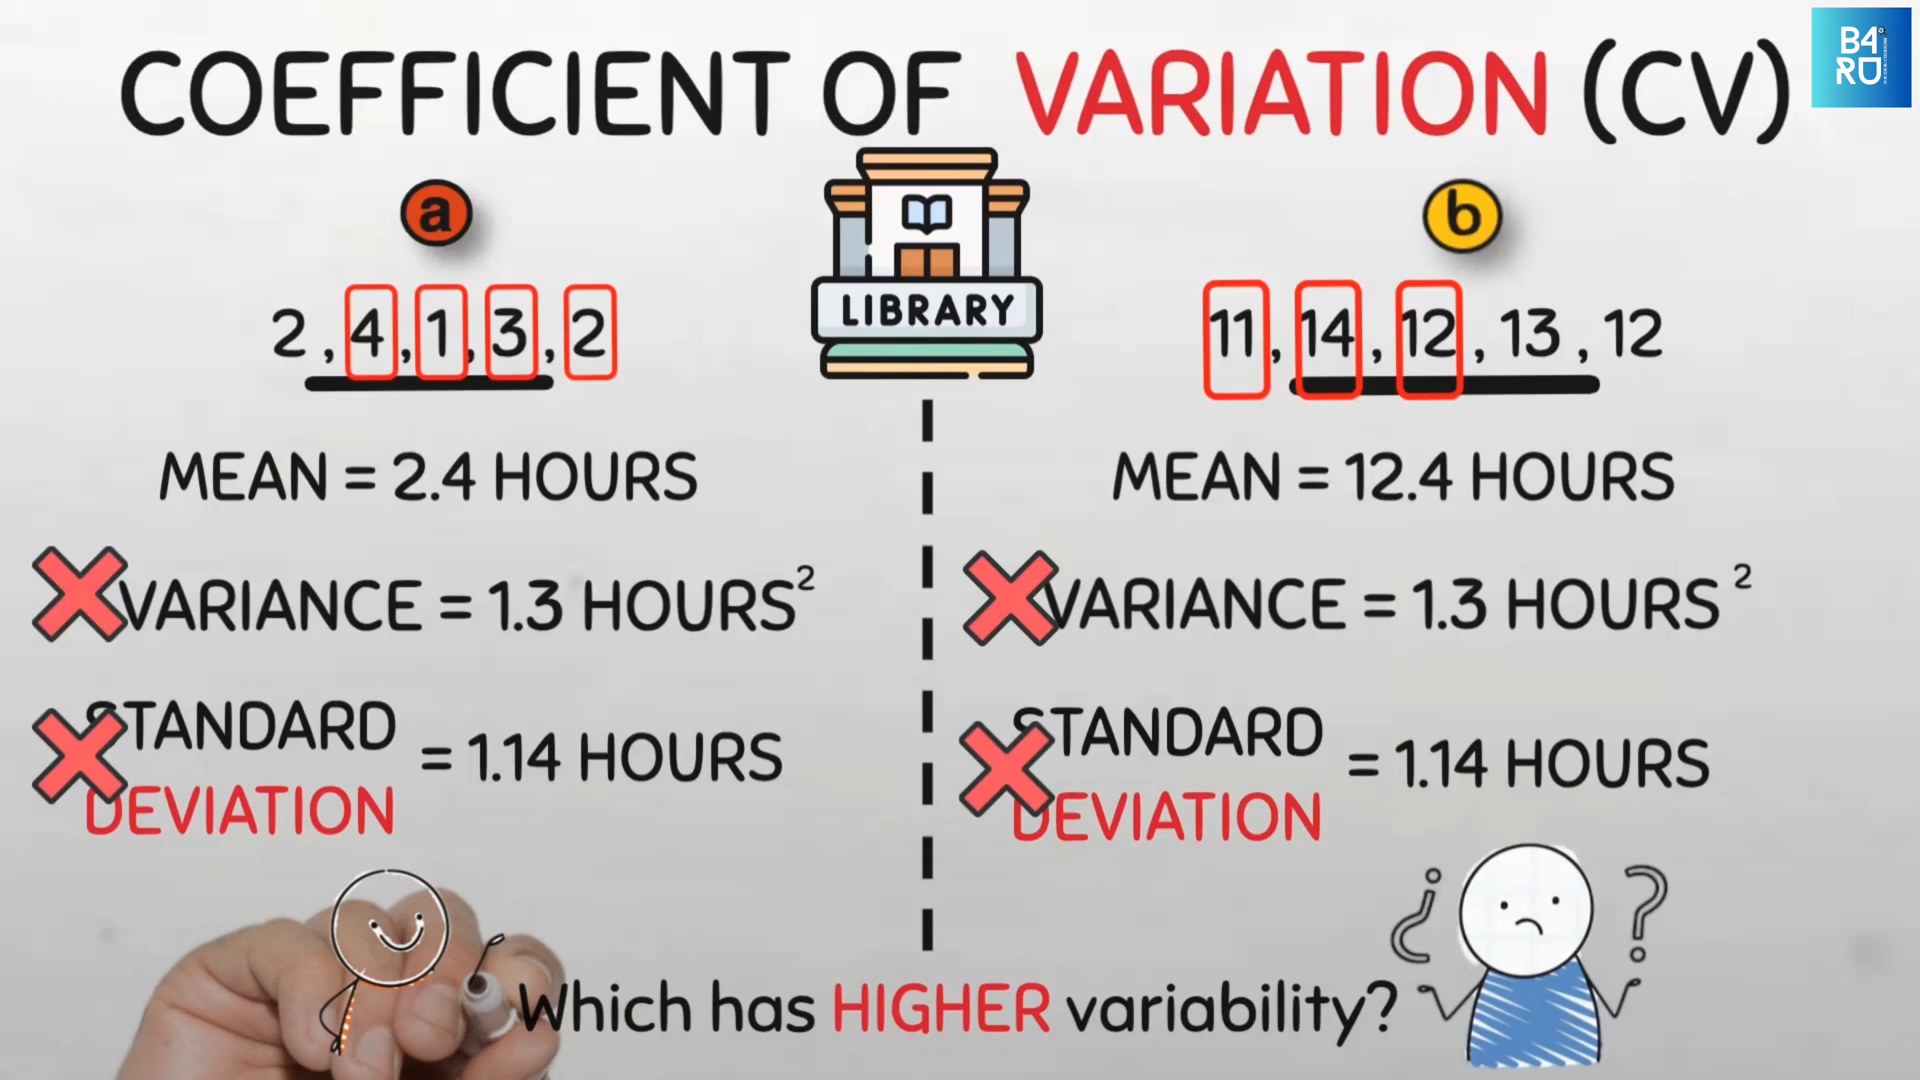 COEFFICIENT OF VARIATION (CV)
B4
RU
a
b
LIBRARY
2, 4, 1, 3, 2
11, 14, 12, 13, 12
MEAN = 2.4 HOURS
MEAN = 12.4 HOURS
VARIANCE = 1.3 HOURS²
VARIANCE = 1.3 HOURS ²
STANDARD
DEVIATION = 1.14 HOURS
STANDARD
DEVIATION = 1.14 HOURS
¿ ?
Which has HIGHER variability?